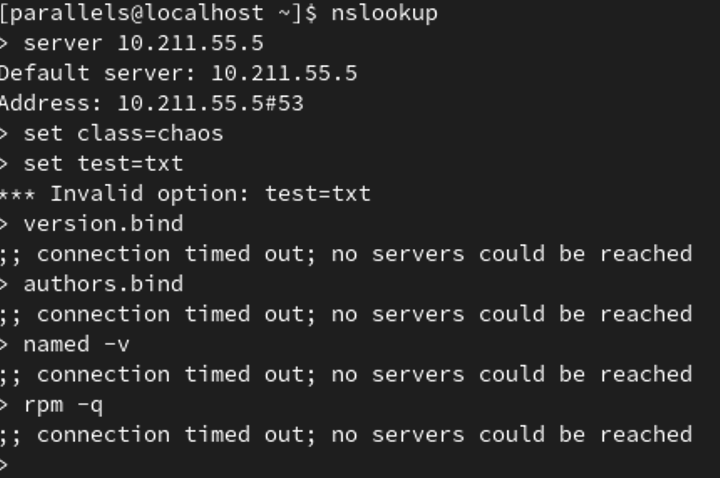 [parallels@localhost ~]$ nslookup
> server 10.211.55.5
Default server: 10.211.55.5
Address: 10.211.55.5#53
> set class=chaos
> set test=txt
*** Invalid option: test=txt
> version.bind
;; connection timed out; no servers could be reached
> authors.bind
;; connection timed out; no servers could be reached
> named -v
;; connection timed out; no servers could be reached
> rpm -q
;; connection timed out; no servers could be reached
>